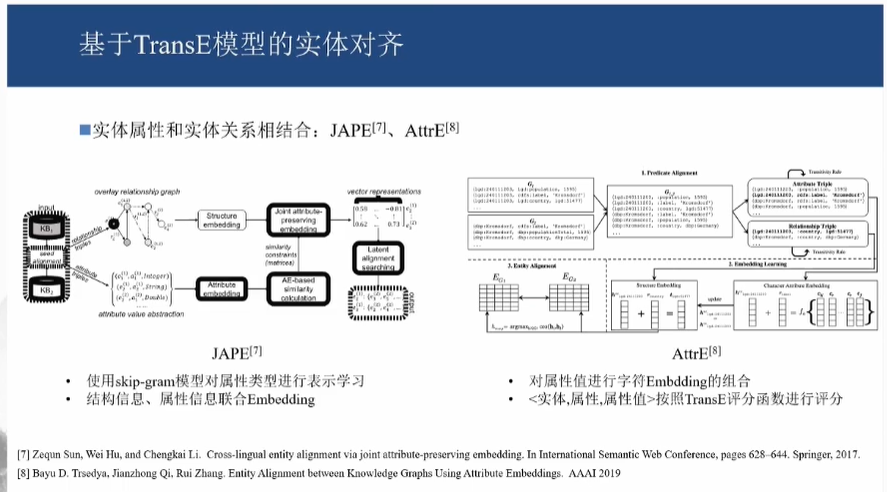 基于TransE模型的实体对齐
■实体属性和实体关系相结合：JAPE[7]、AttrE[8]
overlay relationship graph
vector representations
input
KB₁
relationship triples
seed alignment
KB₂
attribute triples
attribute value abstraction
Structure embedding
Joint attribute-preserving embedding
similarity constraints (matrices)
Attribute embedding
AE-based similarity calculation
Latent alignment searching
output
1. Predicate Alignment
Transitivity Rule
Attribute Triple
Relationship Triple
Transitivity Rule
3. Entity Alignment
2. Embedding Learning
Structure Embedding
update
Character Attribute Embedding
JAPE[7]
AttrE[8]
• 使用skip-gram模型对属性类型进行表示学习
• 结构信息、属性信息联合Embedding
• 对属性值进行字符Embdding的组合
• <实体,属性,属性值>按照TransE评分函数进行评分
[7] Zequn Sun, Wei Hu, and Chengkai Li. Cross-lingual entity alignment via joint attribute-preserving embedding. In International Semantic Web Conference, pages 628–644. Springer, 2017.
[8] Bayu D. Trsedya, Jianzhong Qi, Rui Zhang. Entity Alignment between Knowledge Graphs Using Attribute Embeddings. AAAI 2019